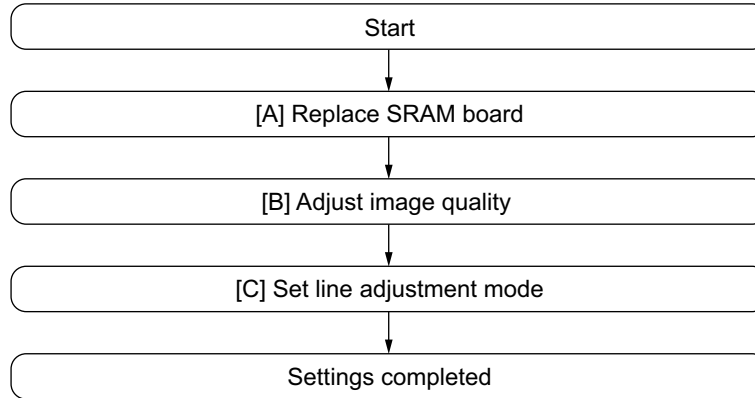 Start
[A] Replace SRAM board
[B] Adjust image quality
[C] Set line adjustment mode
Settings completed